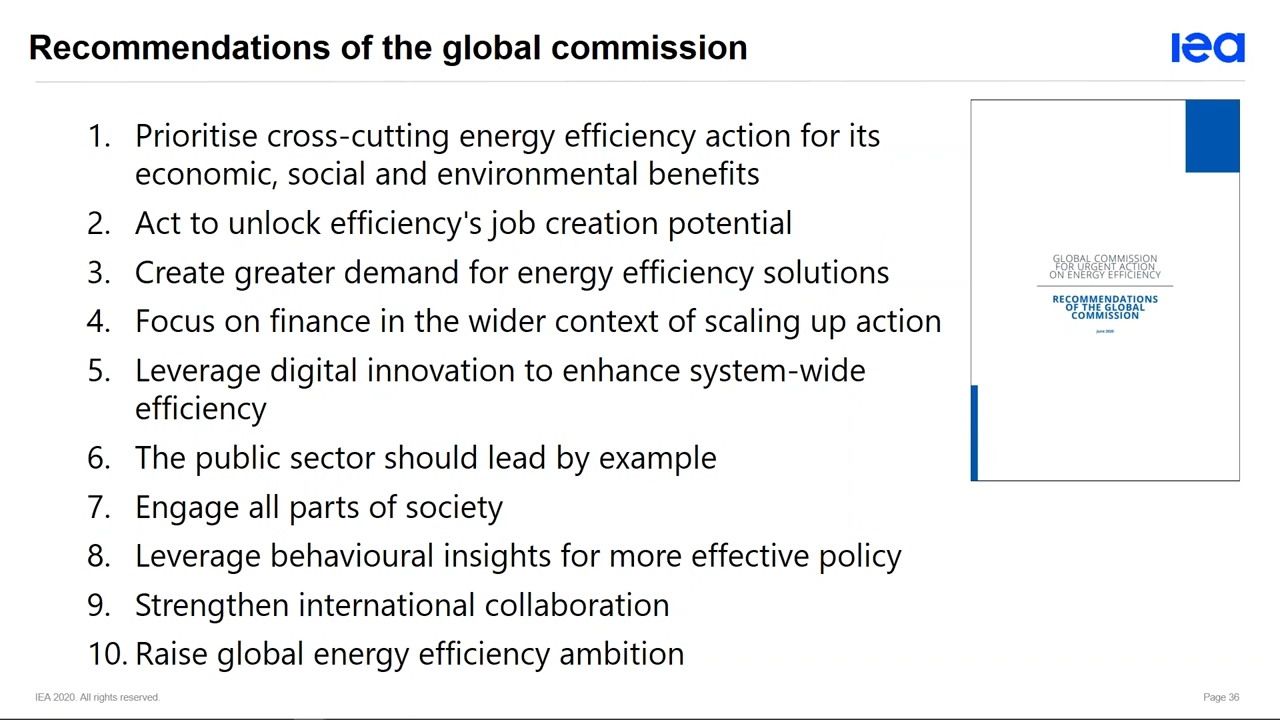 Recommendations of the global commission
iea
1. Prioritise cross-cutting energy efficiency action for its
economic, social and environmental benefits
2. Act to unlock efficiency's job creation potential
3. Create greater demand for energy efficiency solutions
4. Focus on finance in the wider context of scaling up action
5. Leverage digital innovation to enhance system-wide
efficiency
6. The public sector should lead by example
7. Engage all parts of society
8. Leverage behavioural insights for more effective policy
9. Strengthen international collaboration
10. Raise global energy efficiency ambition
GLOBAL COMMISSION
FOR URGENT ACTION
ON ENERGY EFFICIENCY
RECOMMENDATIONS
OF THE GLOBAL
COMMISSION
June 2020
IEA 2020. All rights reserved.
Page 36